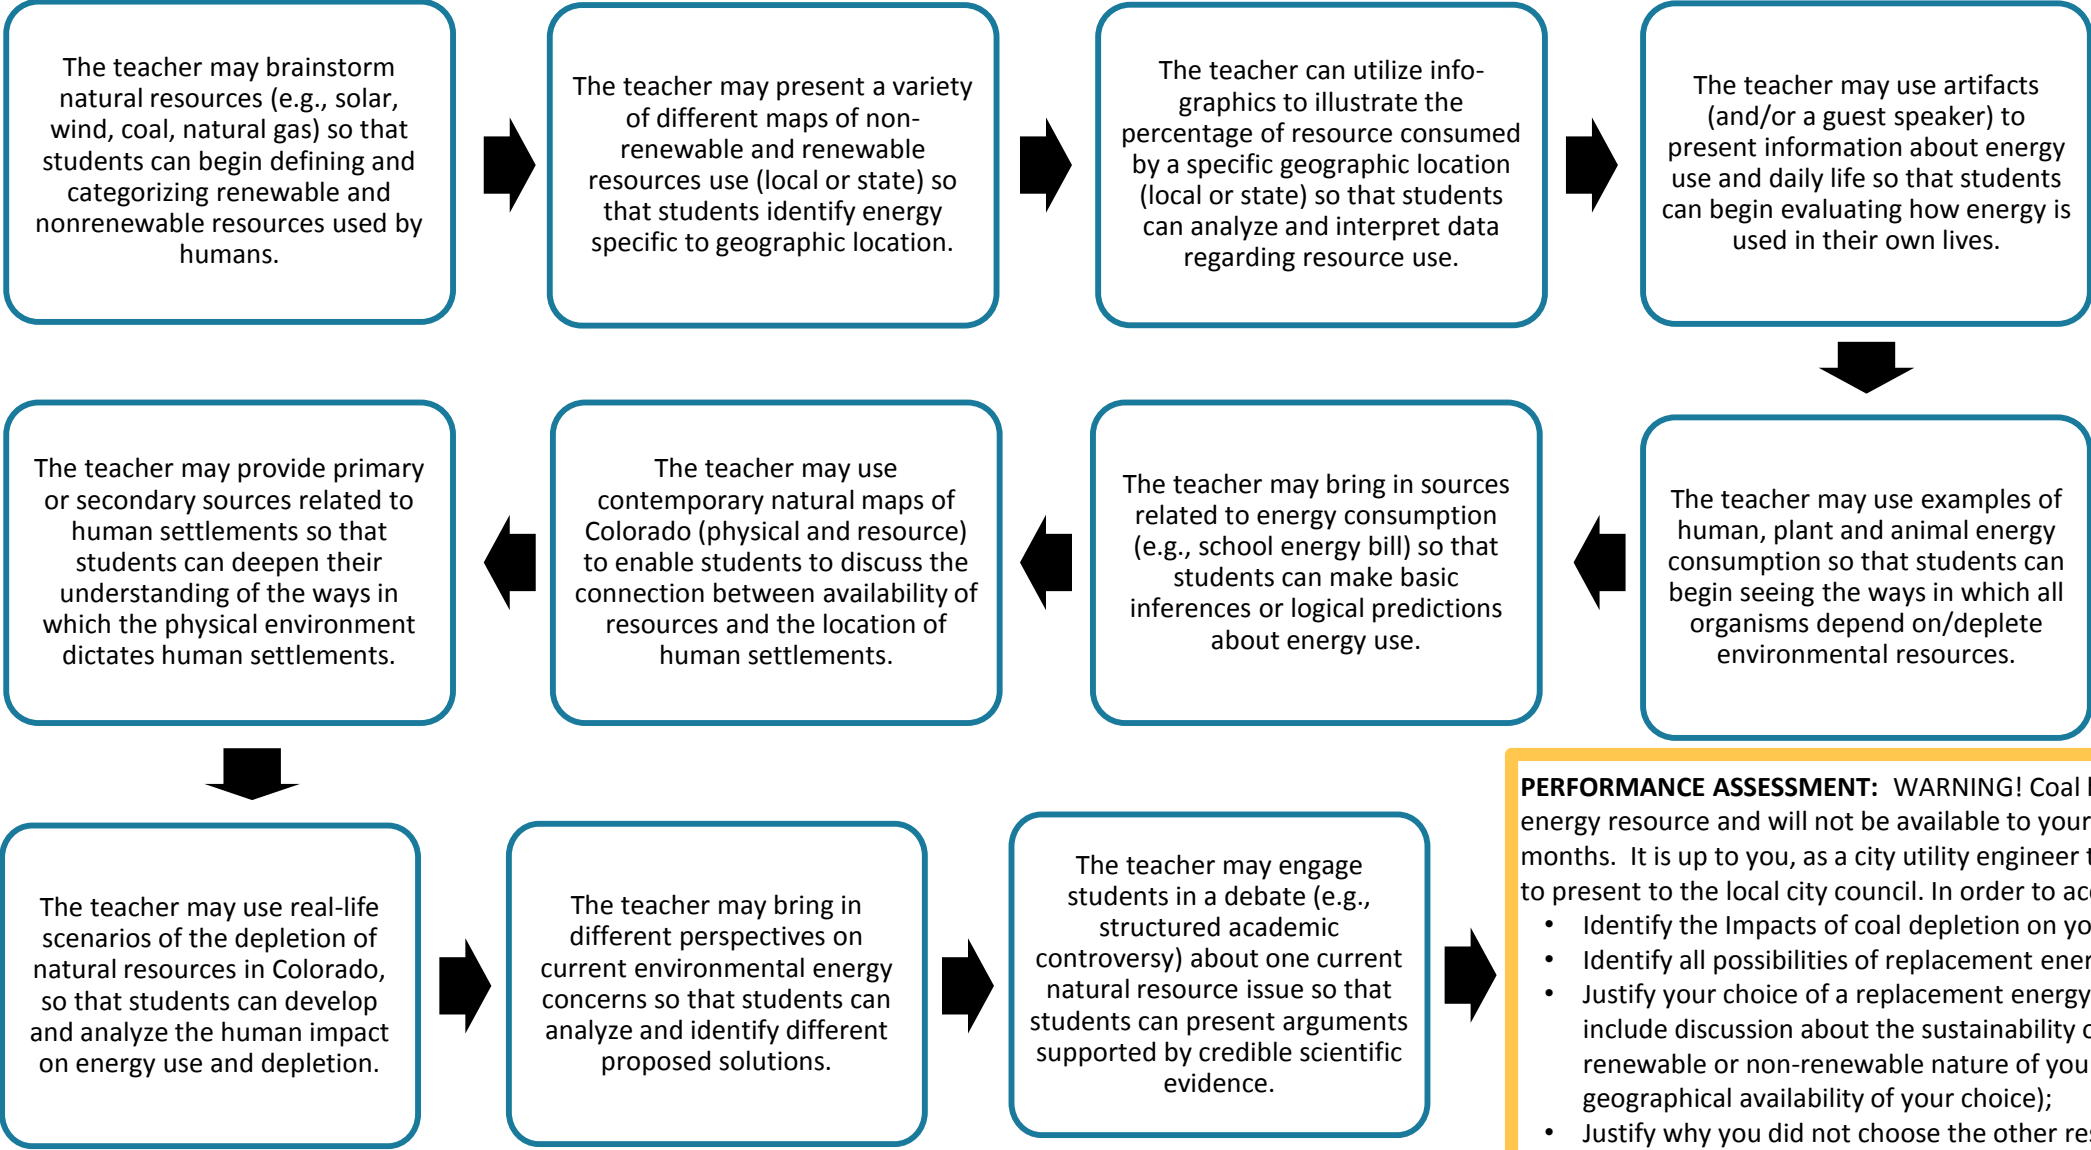 The teacher may brainstorm
natural resources (e.g., solar,
wind, coal, natural gas) so that
students can begin defining and
categorizing renewable and
nonrenewable resources used by
humans.
The teacher may present a variety
of different maps of non-
renewable and renewable
resources use (local or state) so
that students identify energy
specific to geographic location.
The teacher can utilize info-
graphics to illustrate the
percentage of resource consumed
by a specific geographic location
(local or state) so that students
can analyze and interpret data
regarding resource use.
The teacher may use artifacts
(and/or a guest speaker) to
present information about energy
use and daily life so that students
can begin evaluating how energy is
used in their own lives.
The teacher may use examples of
human, plant and animal energy
consumption so that students can
begin seeing the ways in which all
organisms depend on/deplete
environmental resources.
The teacher may bring in sources
related to energy consumption
(e.g., school energy bill) so that
students can make basic
inferences or logical predictions
about energy use.
The teacher may use
contemporary natural maps of
Colorado (physical and resource)
to enable students to discuss the
connection between availability of
resources and the location of
human settlements.
The teacher may provide primary
or secondary sources related to
human settlements so that
students can deepen their
understanding of the ways in
which the physical environment
dictates human settlements.
The teacher may use real-life
scenarios of the depletion of
natural resources in Colorado,
so that students can develop
and analyze the human impact
on energy use and depletion.
The teacher may bring in
different perspectives on
current environmental energy
concerns so that students can
analyze and identify different
proposed solutions.
The teacher may engage
students in a debate (e.g.,
structured academic
controversy) about one current
natural resource issue so that
students can present arguments
supported by credible scientific
evidence.
PERFORMANCE ASSESSMENT: WARNING! Coal
energy resource and will not be available to your
months. It is up to you, as a city utility engineer
to present to the local city council. In order to
• Identify the Impacts of coal depletion on
• Identify all possibilities of replacement
• Justify your choice of a replacement energy
include discussion about the sustainability
renewable or non-renewable nature of
geographical availability of your choice);
• Justify why you did not choose the other